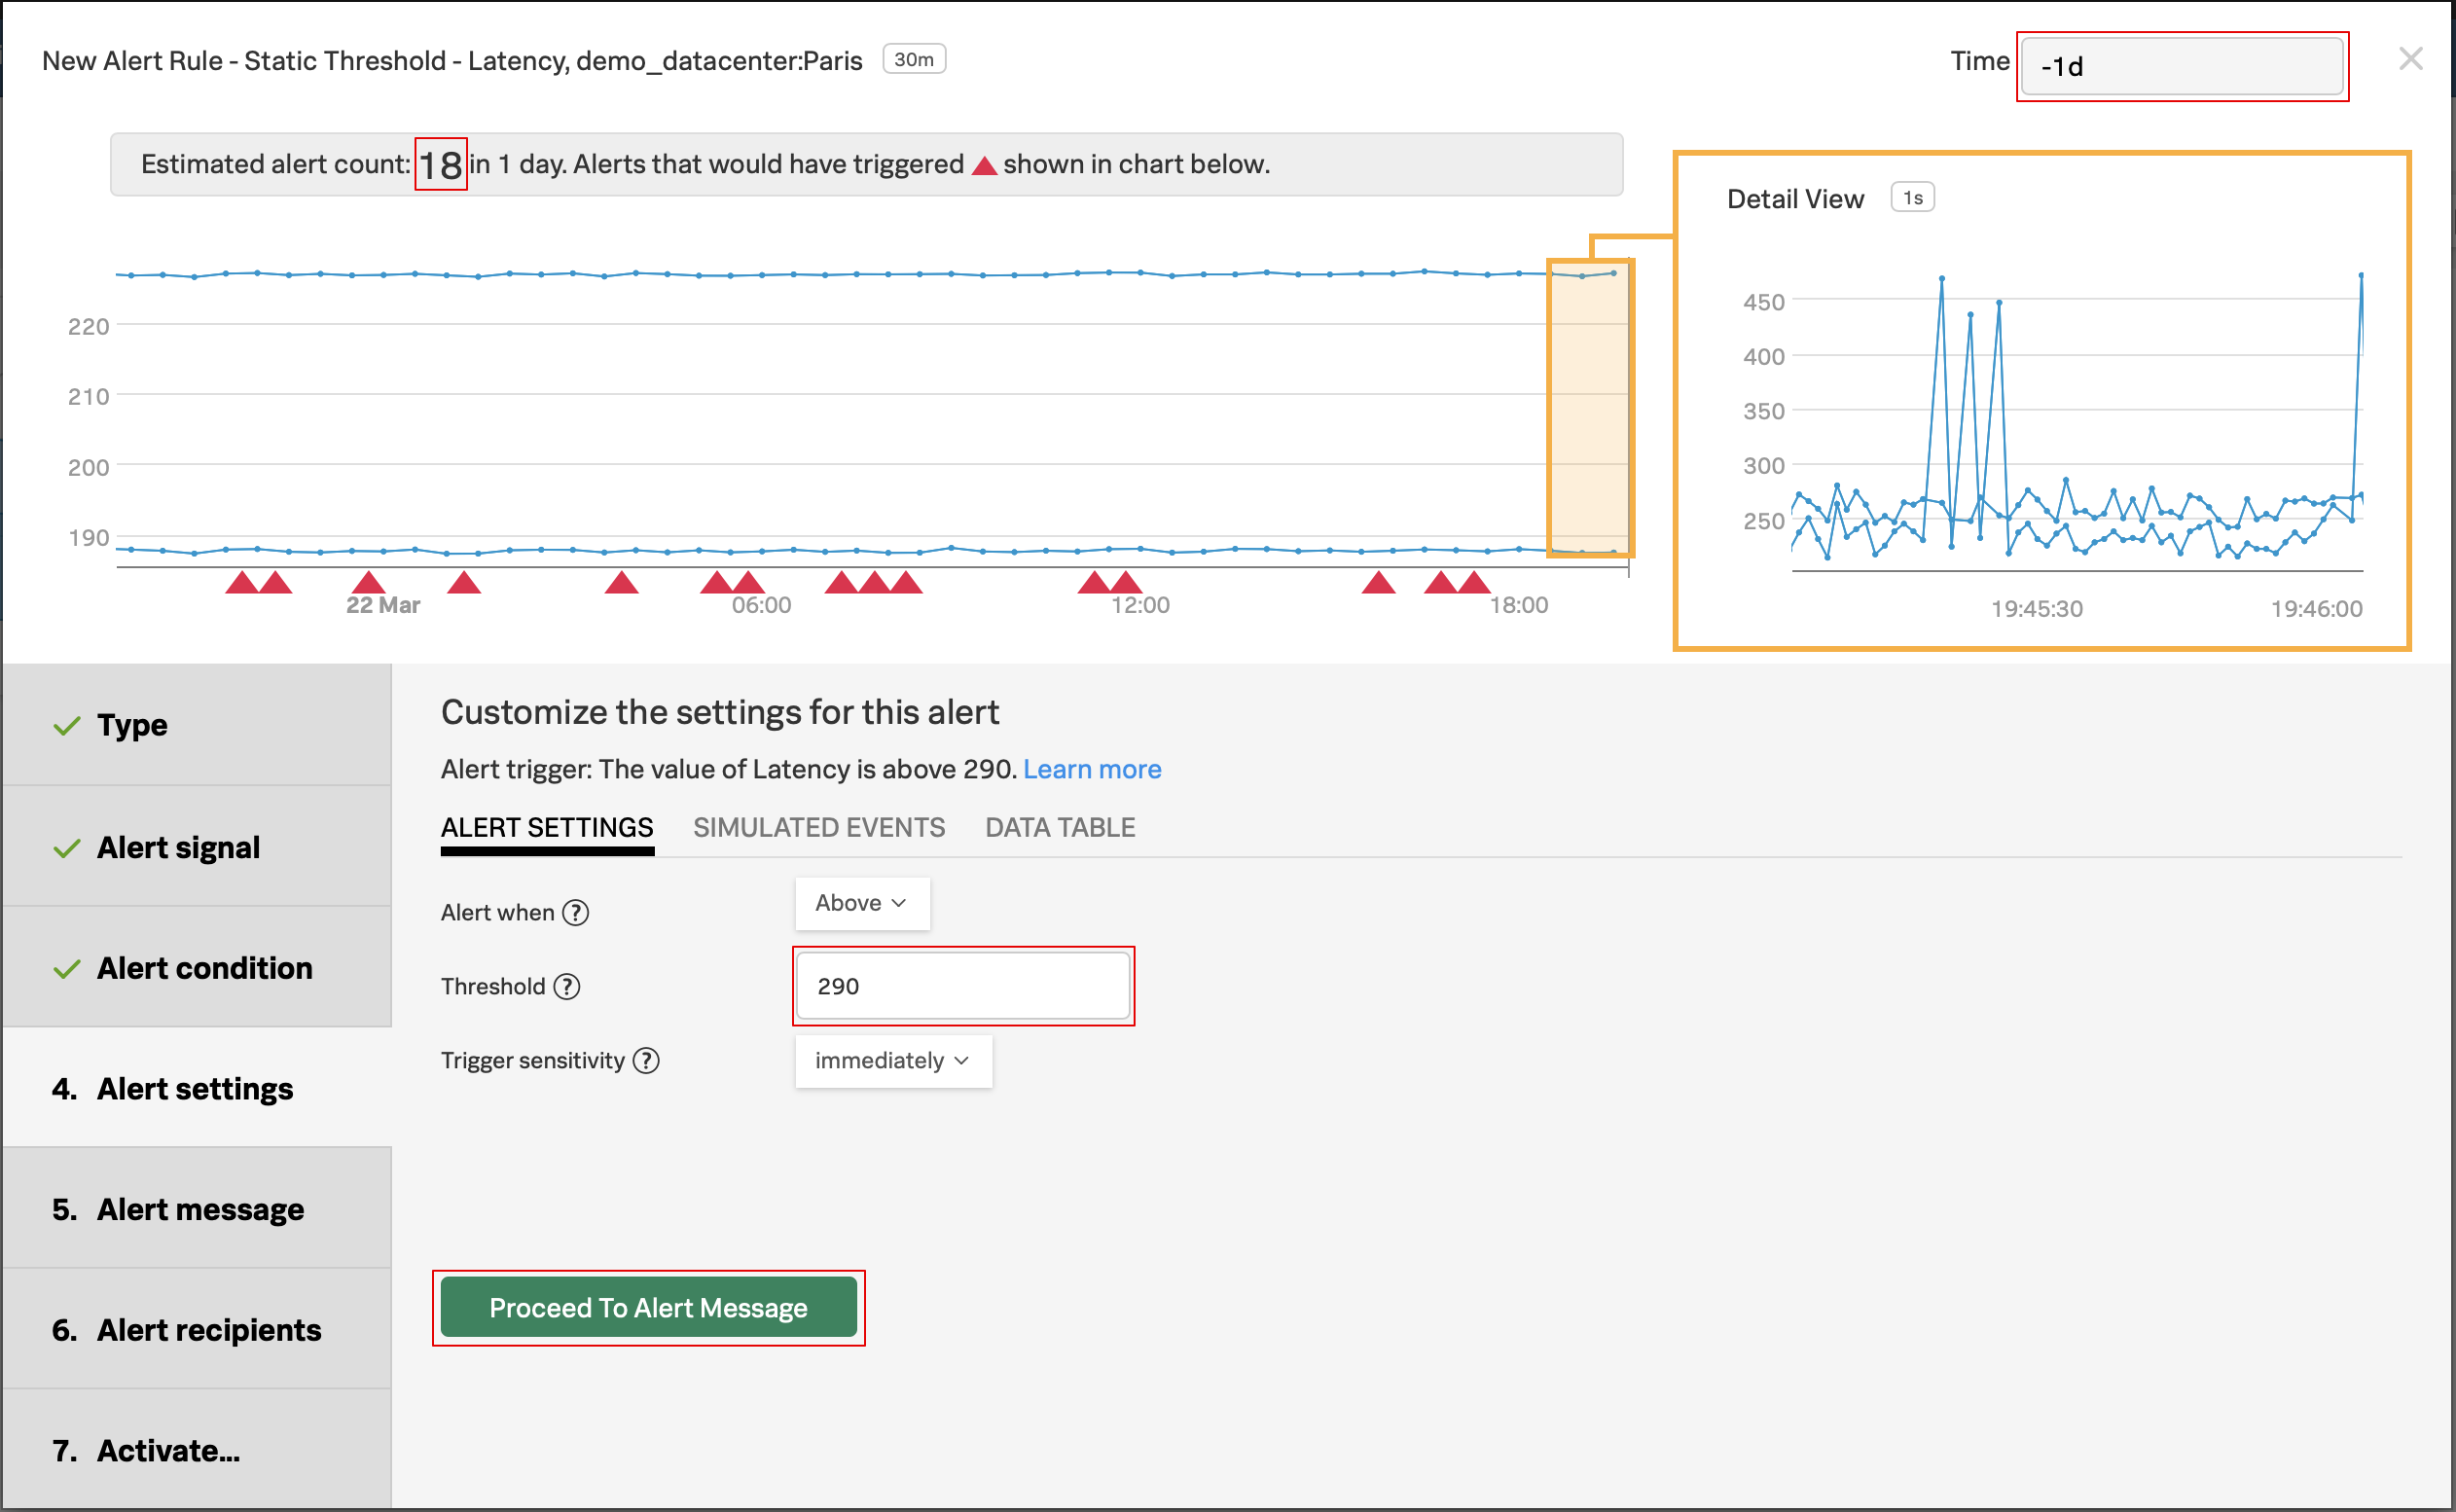 New Alert Rule - Static Threshold - Latency, demo_datacenter:Paris 30m
Time -1d
Estimated alert count: 18 in 1 day. Alerts that would have triggered shown in chart below.
220
210
200
190
22 Mar 06:00 12:00 18:00
Detail View 1s
450
400
350
300
250
19:45:30 19:46:00
Type
Alert signal
Alert condition
4. Alert settings
5. Alert message
6. Alert recipients
7. Activate...
Customize the settings for this alert
Alert trigger: The value of Latency is above 290. Learn more
ALERT SETTINGS SIMULATED EVENTS DATA TABLE
Alert when ? Above
Threshold ? 290
Trigger sensitivity ? immediately
Proceed To Alert Message